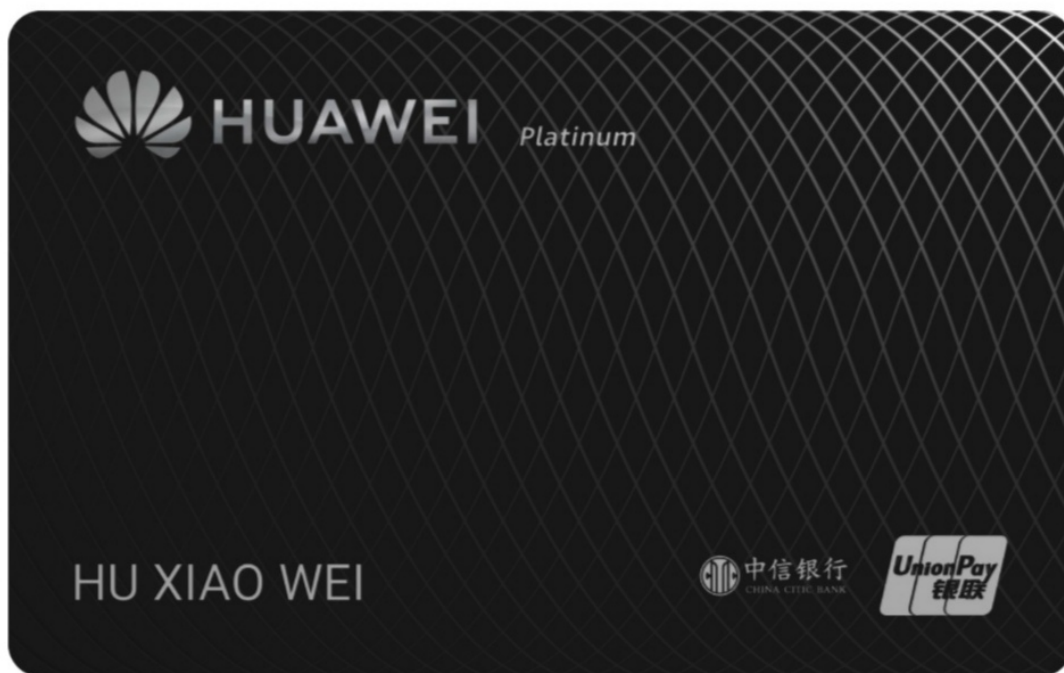 HUAWEI Platinum
HU XIAO WEI
中信银行
CHINA CITIC BANK
UnionPay
银联